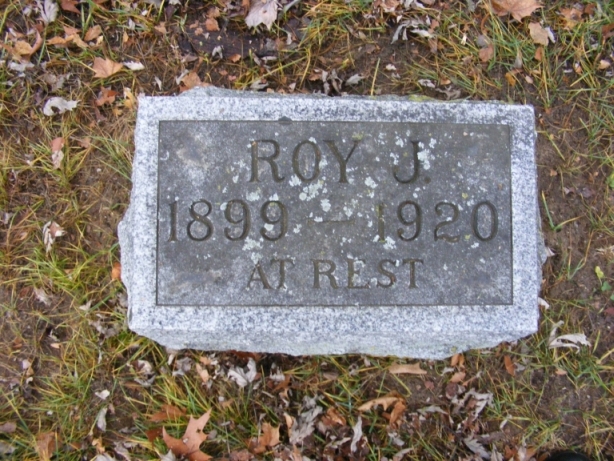 ROY J.
1899 — 1920
AT REST